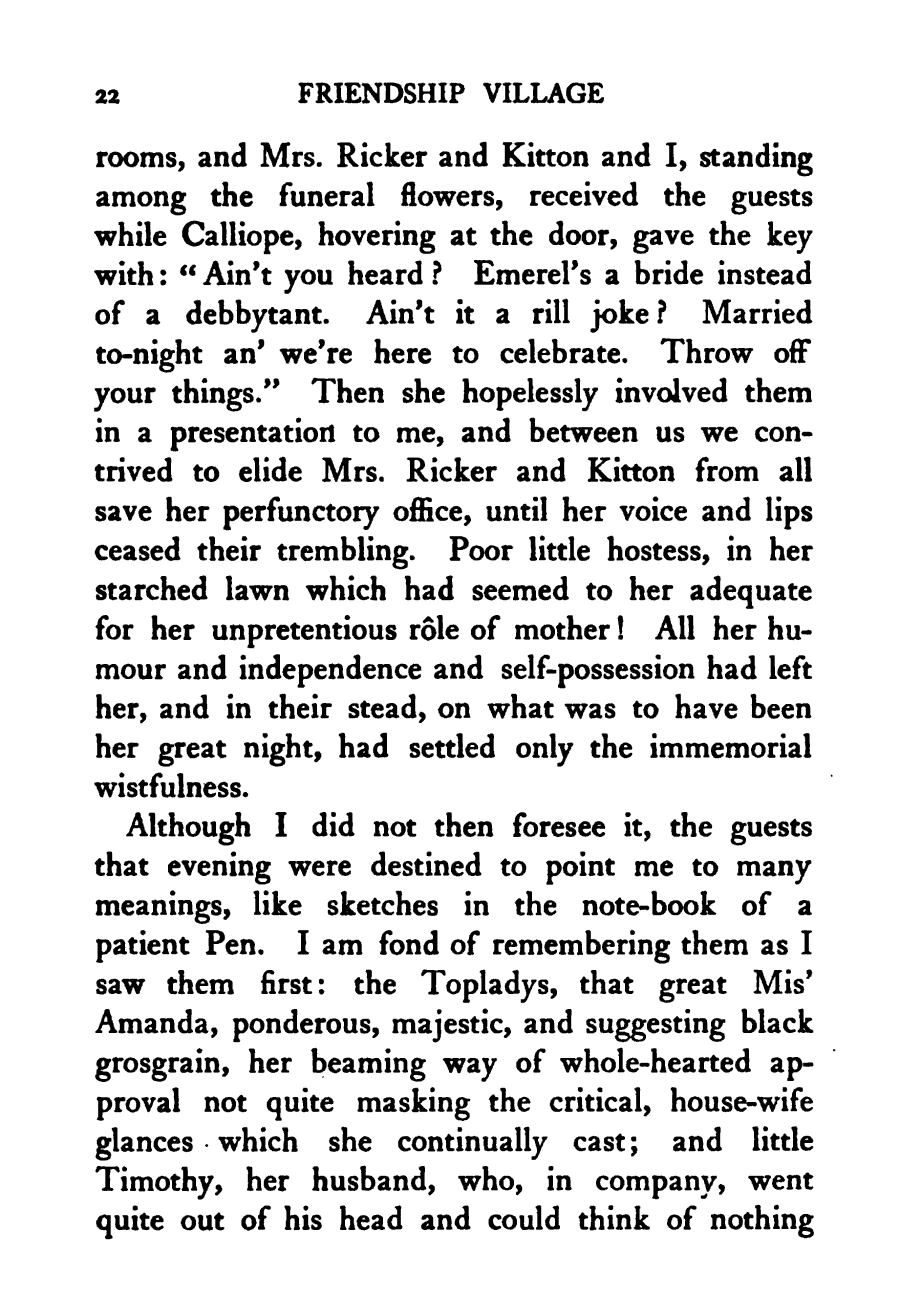 22 FRIENDSHIP VILLAGE
rooms, and Mrs. Ricker and Kitton and I, standing
among the funeral flowers, received the guests
while Calliope, hovering at the door, gave the key
with: “Ain’t you heard? Emerel’s a bride instead
of a debbytant. Ain’t it a rill joke? Married
to-night an’ we’re here to celebrate. Throw off
your things.” Then she hopelessly involved them
in a presentation to me, and between us we con-
trived to elide Mrs. Ricker and Kitton from all
save her perfunctory office, until her voice and lips
ceased their trembling. Poor little hostess, in her
starched lawn which had seemed to her adequate
for her unpretentious rôle of mother! All her hu-
mour and independence and self-possession had left
her, and in their stead, on what was to have been
her great night, had settled only the immemorial
wistfulness.
Although I did not then foresee it, the guests
that evening were destined to point me to many
meanings, like sketches in the note-book of a
patient Pen. I am fond of remembering them as I
saw them first: the Topladys, that great Mis’
Amanda, ponderous, majestic, and suggesting black
grosgrain, her beaming way of whole-hearted ap-
proval not quite masking the critical, house-wife
glances which she continually cast; and little
Timothy, her husband, who, in company, went
quite out of his head and could think of nothing